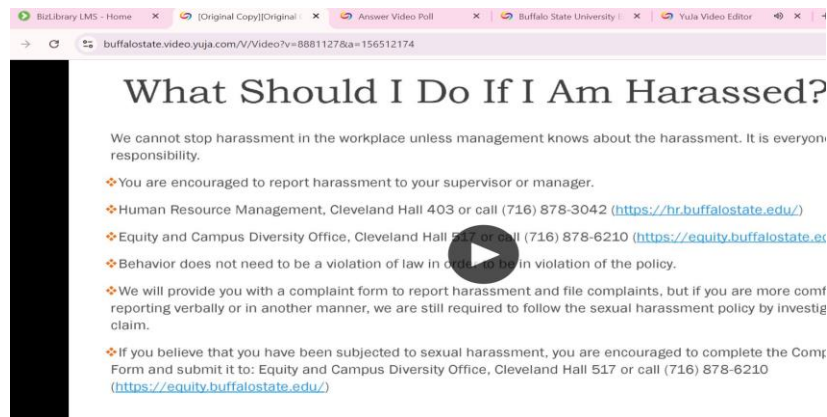 BizLibrary LMS - Home
[Original Copy][Original
Answer Video Poll
Buffalo State University
YuJa Video Editor
buffalostate.video.yuja.com/V/Video?v=8881127&a=156512174
What Should I Do If I Am Harassed?
We cannot stop harassment in the workplace unless management knows about the harassment. It is everyone
responsibility.
❖You are encouraged to report harassment to your supervisor or manager.
❖Human Resource Management, Cleveland Hall 403 or call (716) 878-3042 (https://hr.buffalostate.edu/)
❖Equity and Campus Diversity Office, Cleveland Hall 517 or call (716) 878-6210 (https://equity.buffalostate.ed
❖Behavior does not need to be a violation of law in order to be in violation of the policy.
❖We will provide you with a complaint form to report harassment and file complaints, but if you are more comf
reporting verbally or in another manner, we are still required to follow the sexual harassment policy by investig
claim.
❖If you believe that you have been subjected to sexual harassment, you are encouraged to complete the Comp
Form and submit it to: Equity and Campus Diversity Office, Cleveland Hall 517 or call (716) 878-6210
(https://equity.buffalostate.edu/)